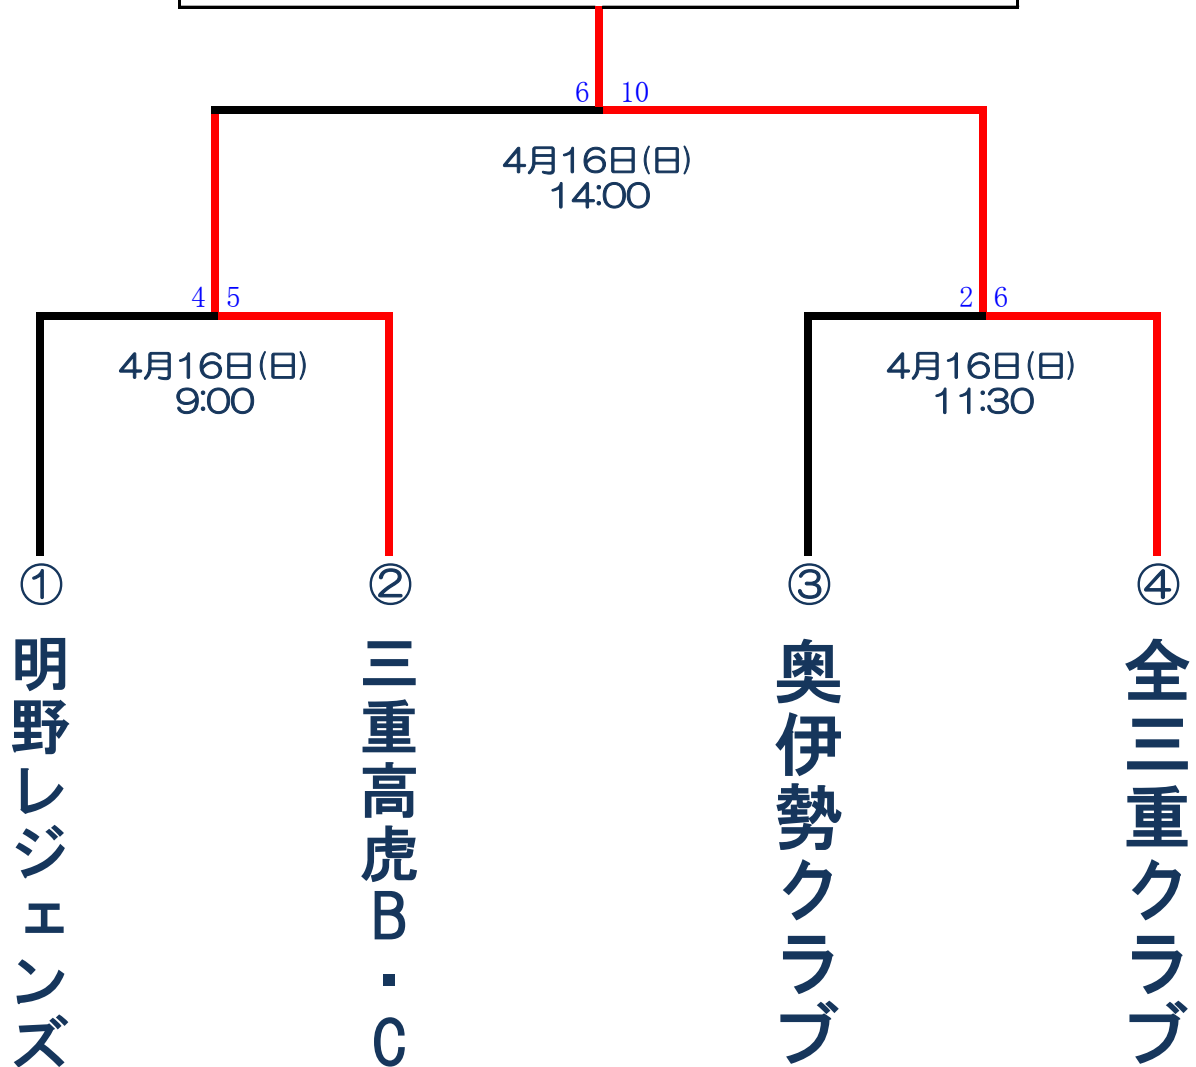 6 10
4月16日(日)
14:00
4 5
2 6
4月16日(日)
9:00
4月16日(日)
11:30
①
②
③
④
明野レジェンズ
三重高虎B・C
奥伊勢クラブ
全三重クラブ